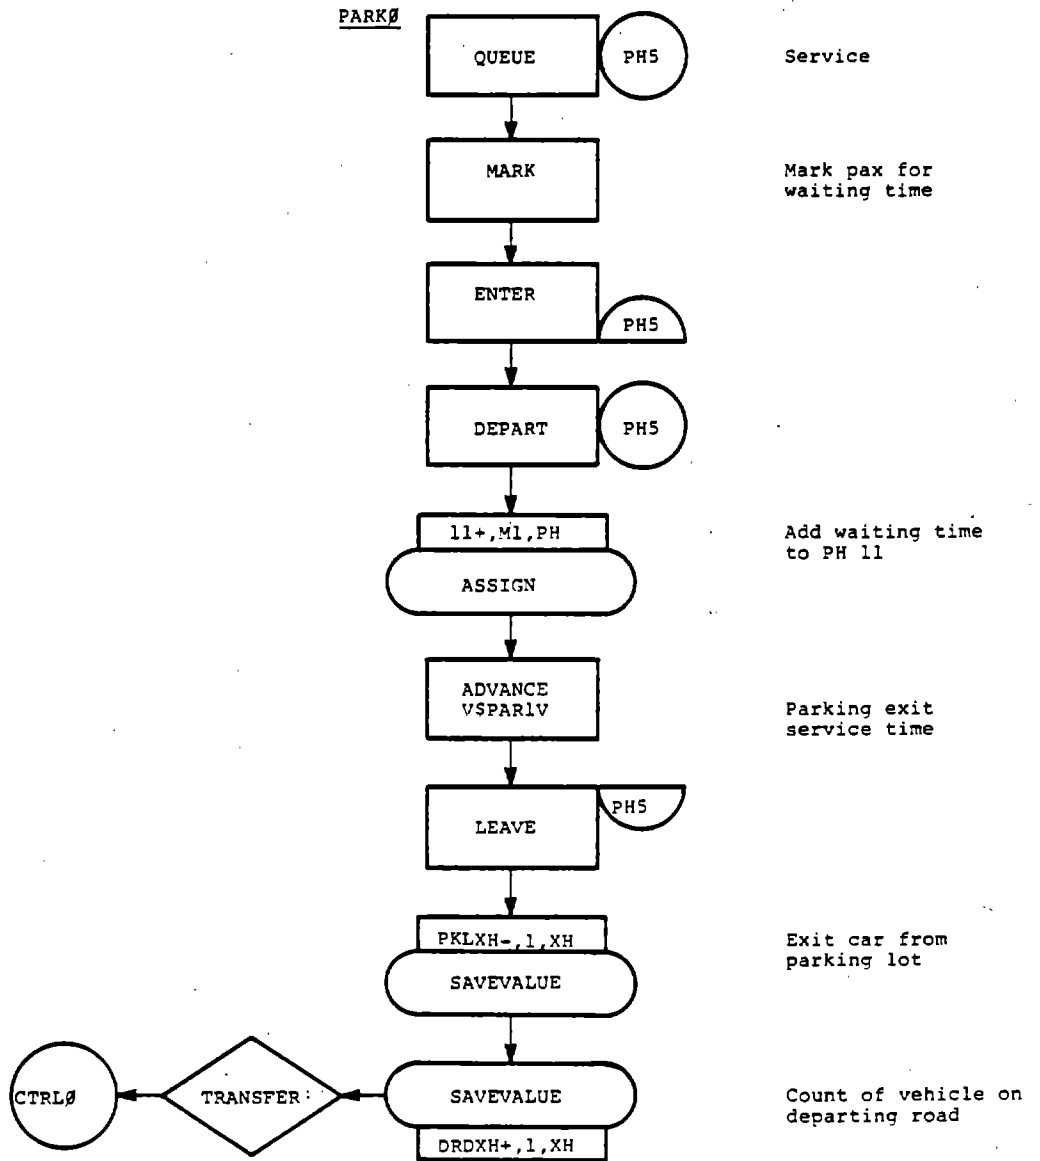 PARKØ
QUEUE
PH5
Service
MARK
Mark pax for
waiting time
ENTER
PH5
DEPART
PH5
11+,M1,PH
Add waiting time
to PH 11
ASSIGN
ADVANCE
V$PAR1V
Parking exit
service time
PH5
LEAVE
PKLXH-,1,XH
Exit car from
parking lot
SAVEVALUE
CTRLØ
TRANSFER
SAVEVALUE
Count of vehicle on
departing road
DRDXH+,1,XH